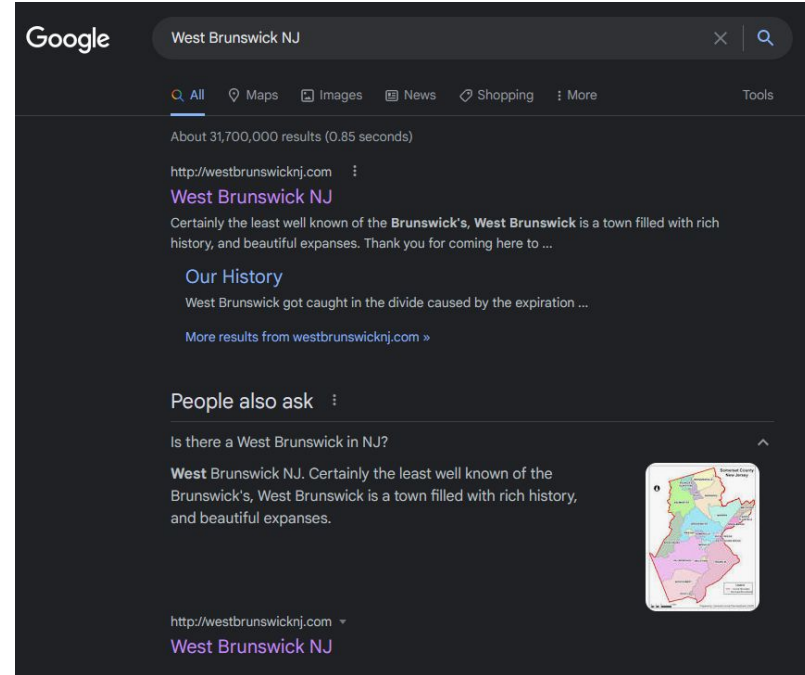 Google
West Brunswick NJ
All Maps Images News Shopping More Tools
About 31,700,000 results (0.85 seconds)
http://westbrunswicknj.com
West Brunswick NJ
Certainly the least well known of the Brunswick's, West Brunswick is a town filled with rich
history, and beautiful expanses. Thank you for coming here to ...
Our History
West Brunswick got caught in the divide caused by the expiration ...
More results from westbrunswicknj.com »
People also ask
Is there a West Brunswick in NJ?
West Brunswick NJ. Certainly the least well known of the
Brunswick's, West Brunswick is a town filled with rich history,
and beautiful expanses.
Somerset County
New Jersey
http://westbrunswicknj.com
West Brunswick NJ